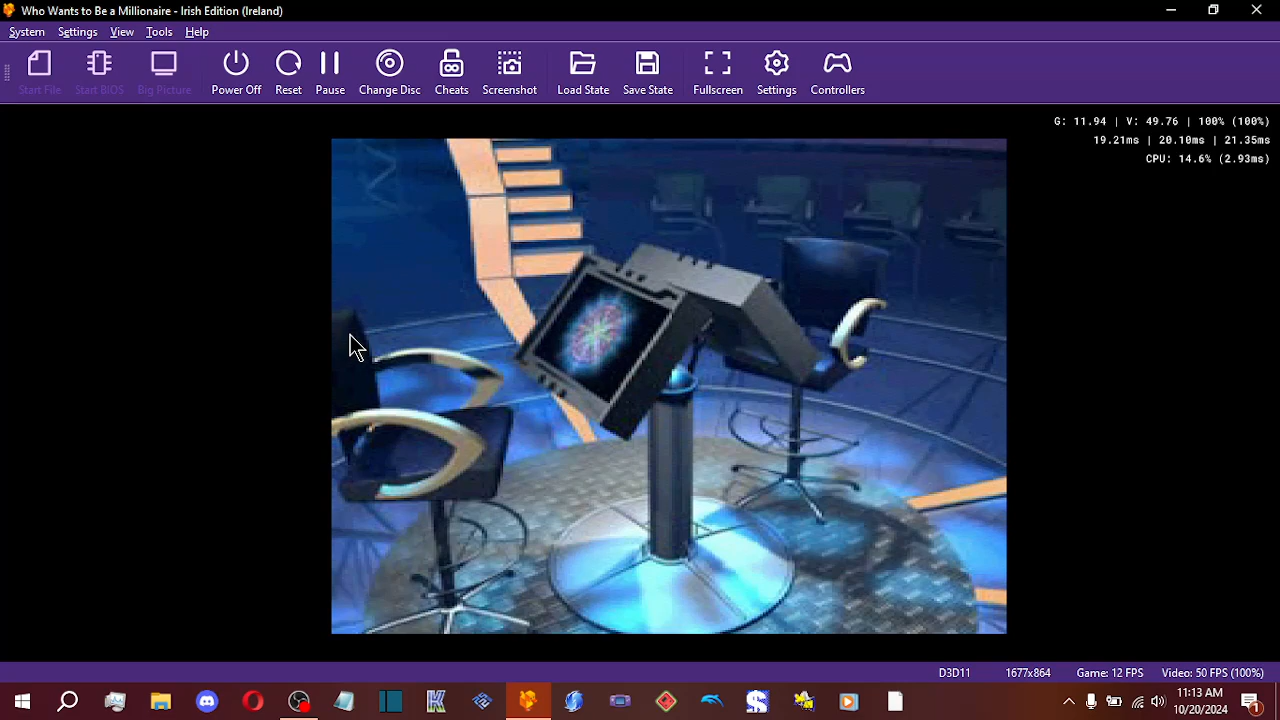 Who Wants to Be a Millionaire - Irish Edition (Ireland)
System Settings View Tools Help
Start File Start BIOS Big Picture Power Off Reset Pause Change Disc Cheats Screenshot Load State Save State Fullscreen Settings Controllers
G: 11.94 | V: 49.76 | 100% (100%)
19.21ms | 20.10ms | 21.35ms
CPU: 14.6% (2.93ms)
D3D11 1677x864 Game: 12 FPS Video: 50 FPS (100%)
11:13 AM
10/20/2024
1